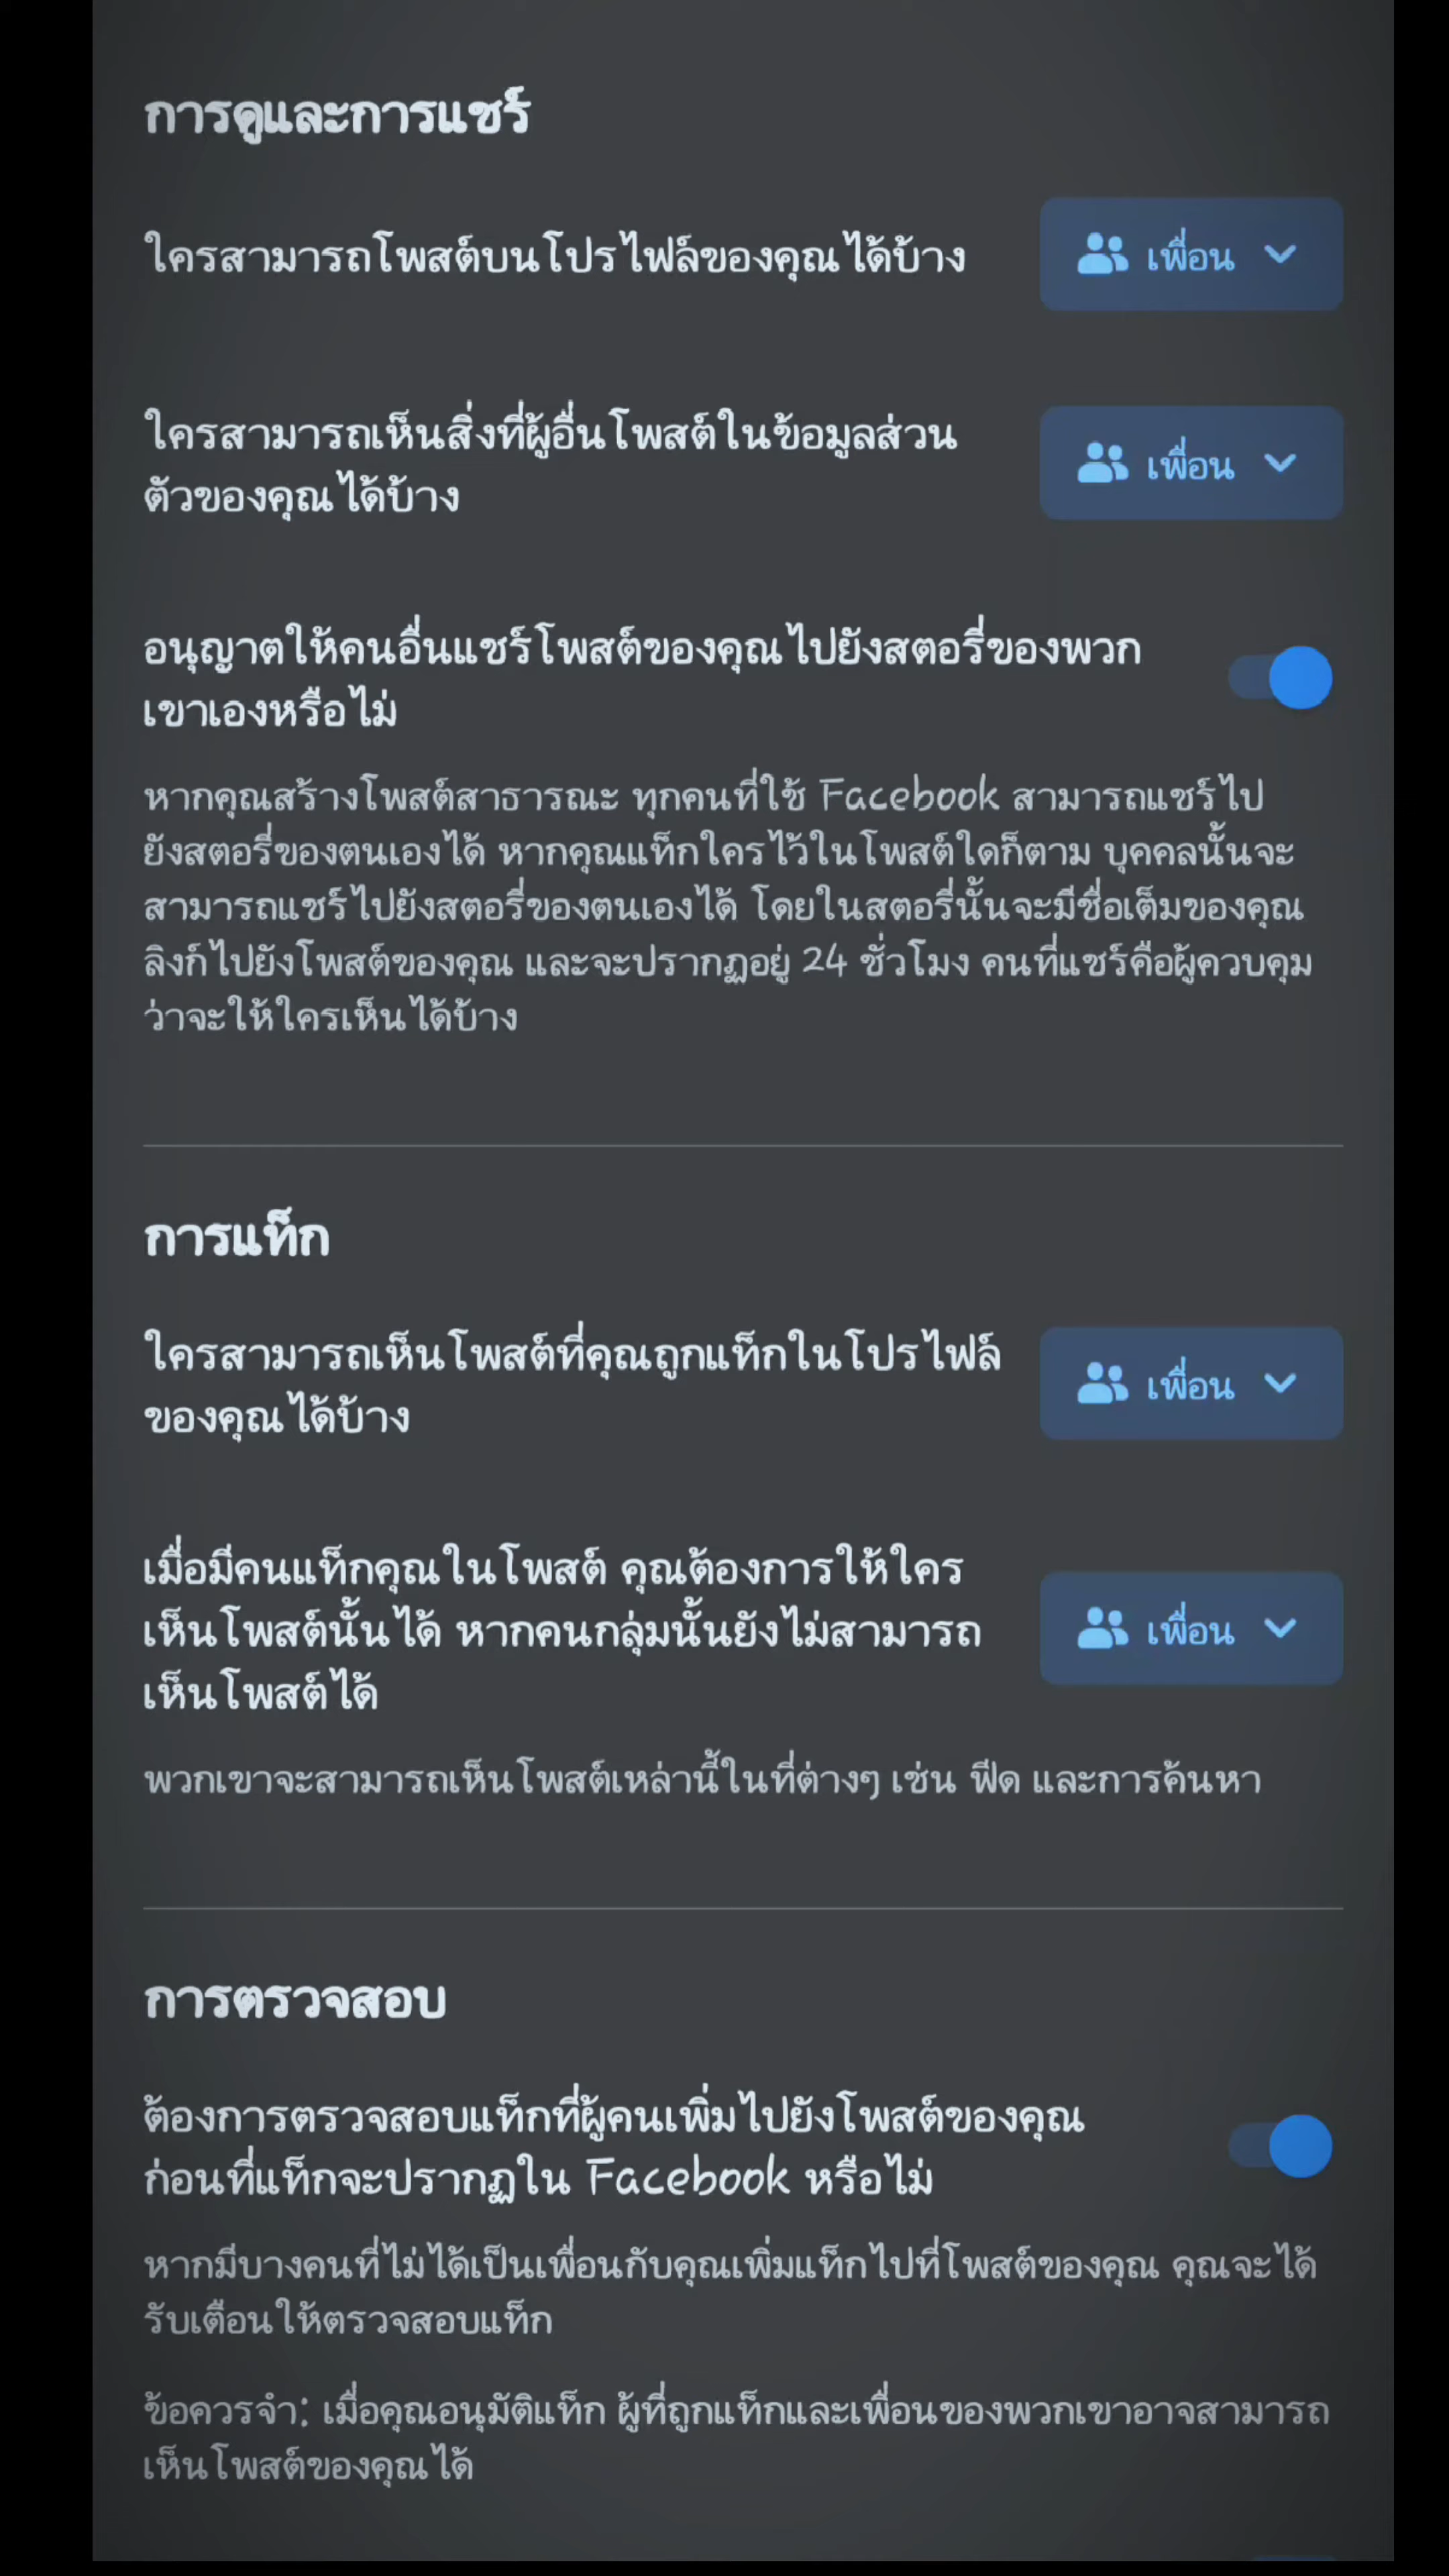 การดูและการแชร์
ใครสามารถโพสต์บนโปรไฟล์ของคุณได้บ้าง
เพื่อน
ใครสามารถเห็นสิ่งที่ผู้อื่นโพสต์ในข้อมูลส่วน
ตัวของคุณได้บ้าง
เพื่อน
อนุญาตให้คนอื่นแชร์โพสต์ของคุณไปยังสตอรี่ของพวก
เขาเองหรือไม่
หากคุณสร้างโพสต์สาธารณะ ทุกคนที่ใช้ Facebook สามารถแชร์ไป
ยังสตอรี่ของตนเองได้ หากคุณแท็กใครไว้ในโพสต์ใดก็ตาม บุคคลนั้นจะ
สามารถแชร์ไปยังสตอรี่ของตนเองได้ โดยในสตอรี่นั้นจะมีชื่อเต็มของคุณ
ลิงก์ไปยังโพสต์ของคุณ และจะปรากฏอยู่ 24 ชั่วโมง คนที่แชร์คือผู้ควบคุม
ว่าจะให้ใครเห็นได้บ้าง
การแท็ก
ใครสามารถเห็นโพสต์ที่คุณถูกแท็กในโปรไฟล์
ของคุณได้บ้าง
เพื่อน
เมื่อมีคนแท็กคุณในโพสต์ คุณต้องการให้ใคร
เห็นโพสต์นั้นได้ หากคนกลุ่มนั้นยังไม่สามารถ
เห็นโพสต์ได้
เพื่อน
พวกเขาจะสามารถเห็นโพสต์เหล่านี้ในที่ต่างๆ เช่น ฟีด และการค้นหา
การตรวจสอบ
ต้องการตรวจสอบแท็กที่ผู้คนเพิ่มไปยังโพสต์ของคุณ
ก่อนที่แท็กจะปรากฏใน Facebook หรือไม่
หากมีบางคนที่ไม่ได้เป็นเพื่อนกับคุณเพิ่มแท็กไปที่โพสต์ของคุณ คุณจะได้
รับเตือนให้ตรวจสอบแท็ก
ข้อควรจำ: เมื่อคุณอนุมัติแท็ก ผู้ที่ถูกแท็กและเพื่อนของพวกเขาอาจสามารถ
เห็นโพสต์ของคุณได้